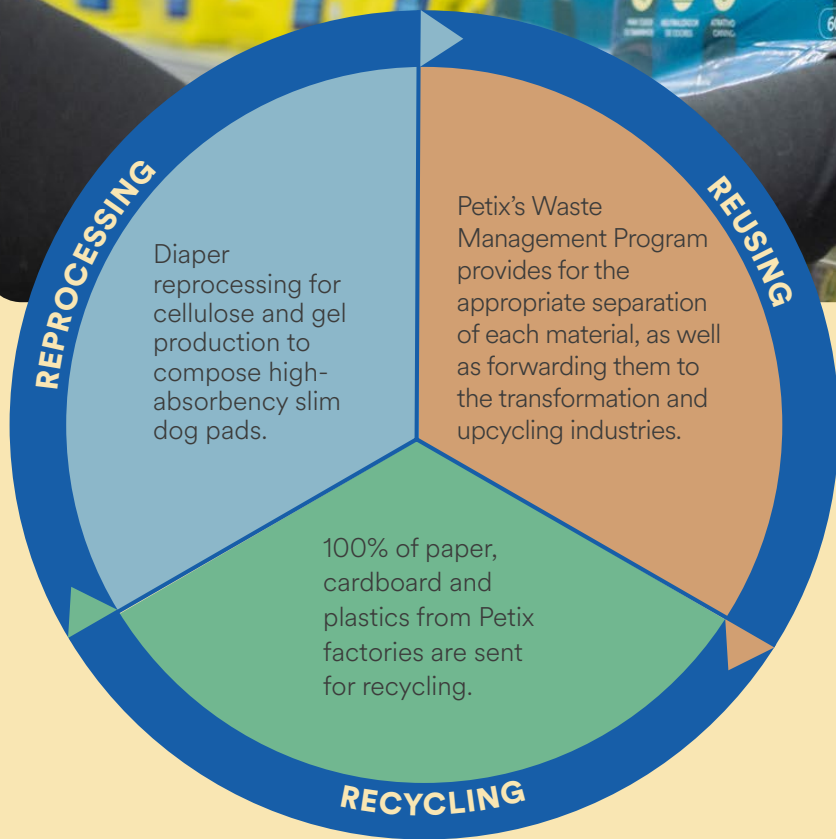 REPROCESSING
Diaper
reprocessing for
cellulose and gel
production to
compose high-
absorbency slim
dog pads.
REUSING
Petix's Waste
Management Program
provides for the
appropriate separation
of each material, as well
as forwarding them to
the transformation and
upcycling industries.
100% of paper,
cardboard and
plastics from Petix
factories are sent
for recycling.
RECYCLING